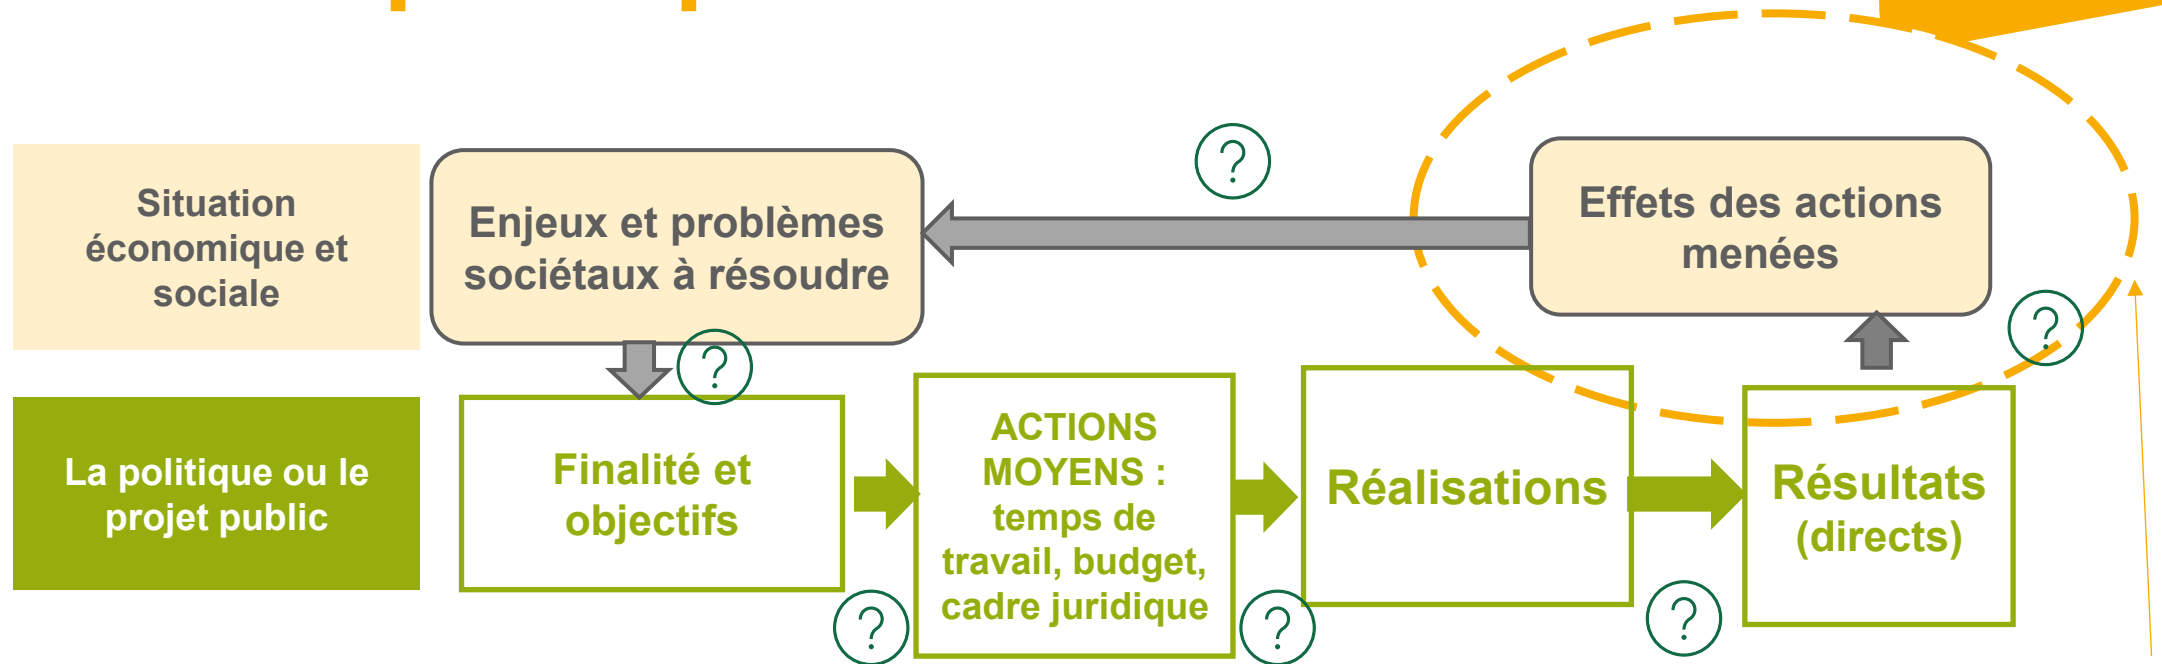 Situation
économique et
sociale
Enjeux et problèmes
sociétaux à résoudre
?
Effets des actions
menées
?
?
La politique ou le
projet public
Finalité et
objectifs
ACTIONS
MOYENS :
temps de
travail, budget,
cadre juridique
Réalisations
Résultats
(directs)
?
?
?